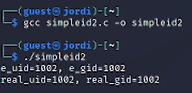 ┌──(guest㉿jordi)-[~]
└─$ gcc simpleid2.c -o simpleid2
┌──(guest㉿jordi)-[~]
└─$ ./simpleid2
e_uid=1002, e_gid=1002
real_uid=1002, real_gid=1002